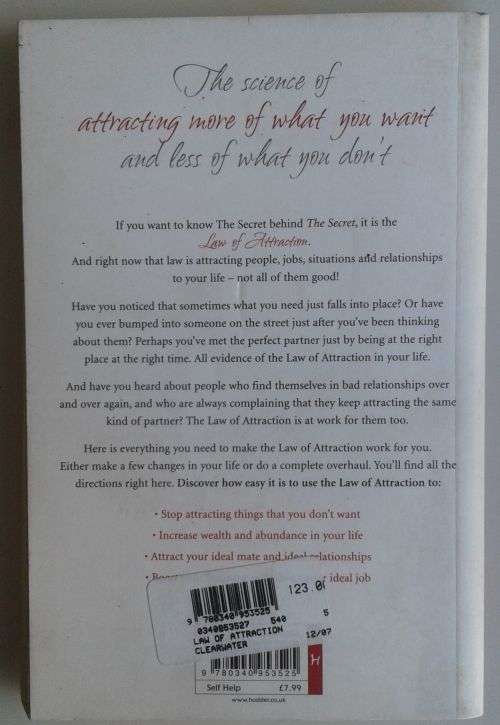 The science of
attracting more of what you want
and less of what you don't
If you want to know The Secret behind The Secret, it is the
Law of Attraction.
And right now that law is attracting people, jobs, situations and relationships
to your life – not all of them good!
Have you noticed that sometimes what you need just falls into place? Or have
you ever bumped into someone on the street just after you've been thinking
about them? Perhaps you've met the perfect partner just by being at the right
place at the right time. All evidence of the Law of Attraction in your life.
And have you heard about people who find themselves in bad relationships over
and over again, and who are always complaining that they keep attracting the same
kind of partner? The Law of Attraction is at work for them too.
Here is everything you need to make the Law of Attraction work for you.
Either make a few changes in your life or do a complete overhaul. You'll find all the
directions right here. Discover how easy it is to use the Law of Attraction to:
• Stop attracting things that you don't want
• Increase wealth and abundance in your life
• Attract your ideal mate and ideal relationships
• ideal job
123.0
9 780340 953525
0340953527 540 5
LAW OF ATTRACTION 12/07
CLEARWATER
9 780340 953525
H
Self Help £7.99
www.hodder.co.uk